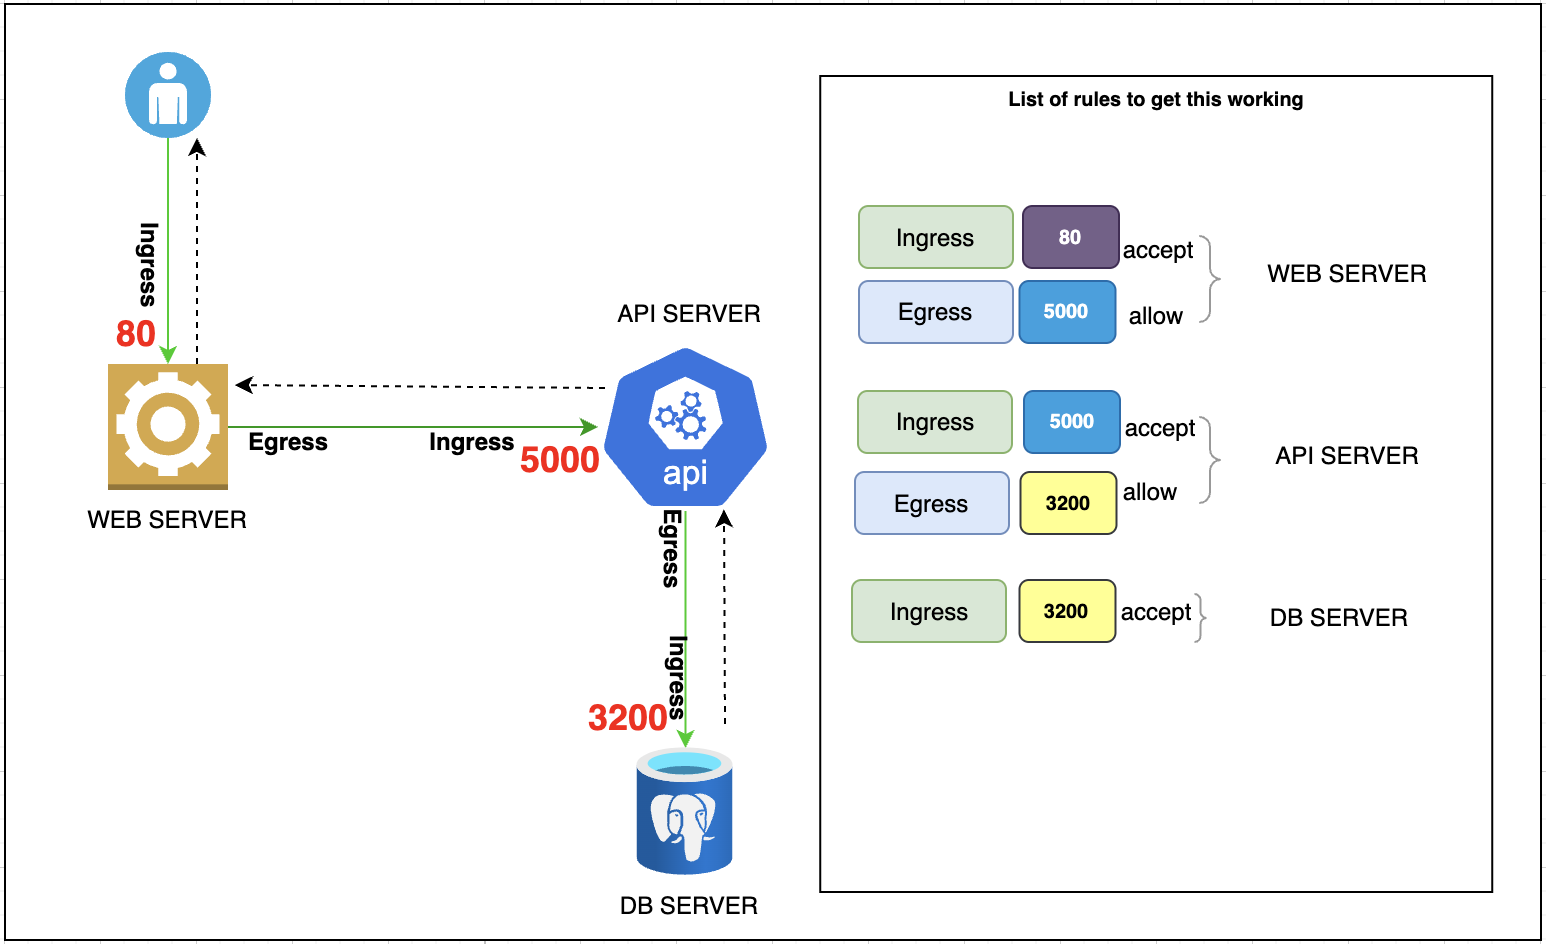 Ingress
80
WEB SERVER
Egress
Ingress
5000
API SERVER
api
Egress
Ingress
3200
DB SERVER
List of rules to get this working
Ingress 80 accept
Egress 5000 allow
WEB SERVER
Ingress 5000 accept
Egress 3200 allow
API SERVER
Ingress 3200 accept
DB SERVER